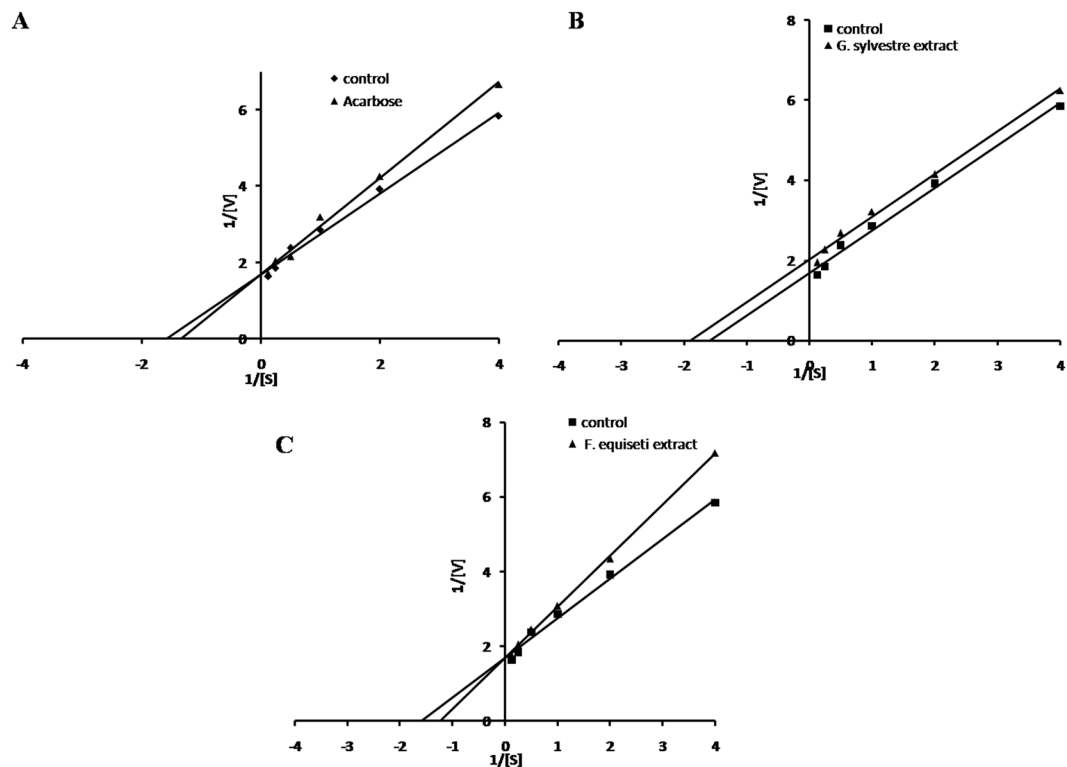 A
control
Acarbose
6
4
2
0
-4
-2
0
2
4
1/[V]
1/[S]
B
control
G. sylvestre extract
8
6
4
2
0
-4
-3
-2
-1
0
1
2
3
4
1/[V]
1/[S]
C
control
F. equiseti extract
8
6
4
2
0
-4
-3
-2
-1
0
1
2
3
4
1/[V]
1/[S]